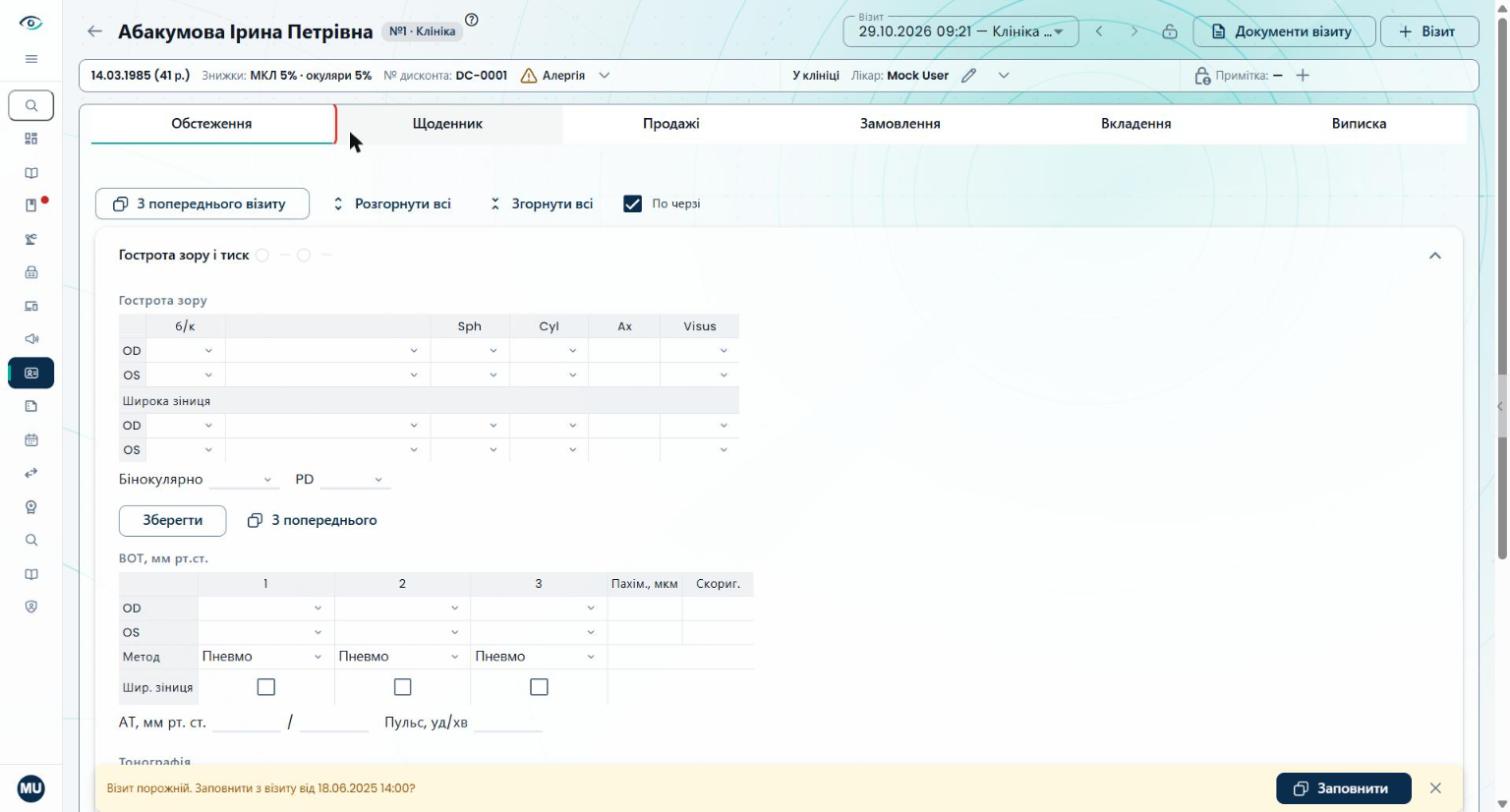 Абакумова Ірина Петрівна №1 · Клініка
Візит
29.10.2026 09:21 — Клініка ...
Документи візиту
Візит
14.03.1985 (41 р.) Знижки: МКЛ 5% · окуляри 5% № дисконта: DC-0001 Алергія
У клініці Лікар: Mock User
Примітка: —
Обстеження Щоденник Продажі Замовлення Вкладення Виписка
З попереднього візиту Розгорнути всі Згорнути всі По черзі
Гострота зору і тиск
Гострота зору
б/к Sph Cyl Ax Visus
OD
OS
Широка зіниця
OD
OS
Бінокулярно PD
Зберегти З попереднього
ВОТ, мм рт.ст.
1 2 3 Пахім., мкм Скориг.
OD
OS
Метод Пневмо Пневмо Пневмо
Шир. зіниця
АТ, мм рт. ст. / Пульс, уд/хв
Тонографія
Візит порожній. Заповнити з візиту від 18.06.2025 14:00?
Заповнити
MU